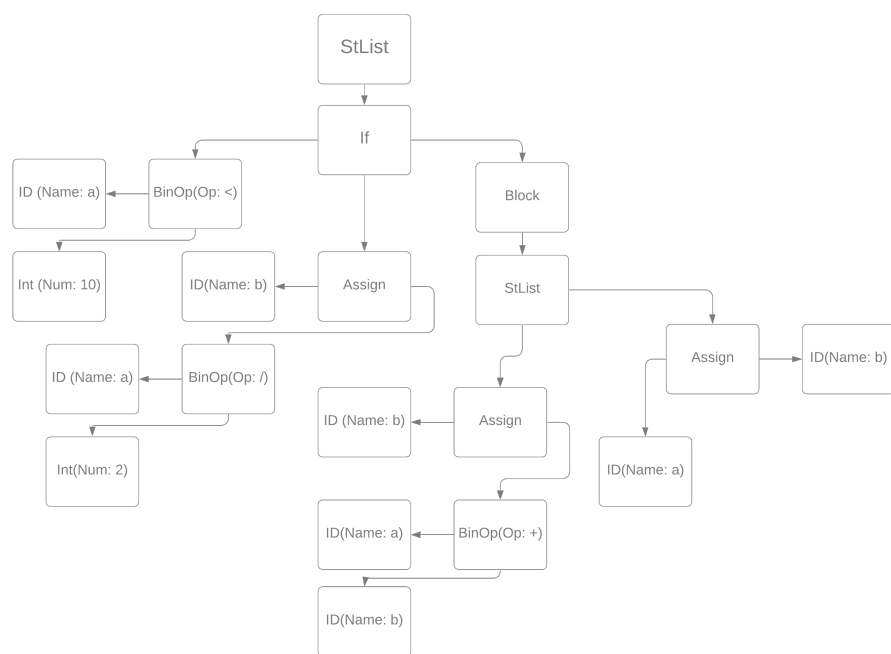 StList
If
ID (Name: a)
BinOp(Op: <)
Block
Int (Num: 10)
ID(Name: b)
Assign
StList
Assign
ID(Name: b)
ID (Name: a)
BinOp(Op: /)
ID (Name: b)
Assign
Int(Num: 2)
ID(Name: a)
ID(Name: a)
BinOp(Op: +)
ID(Name: b)